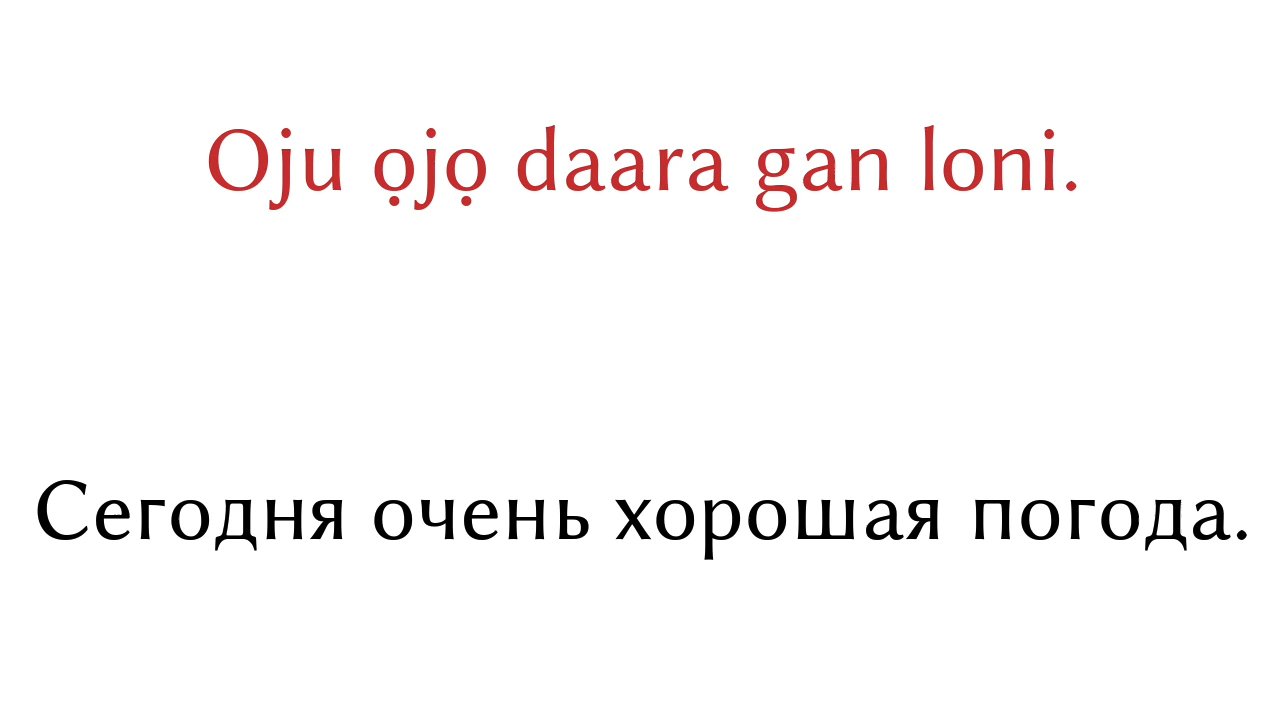 Oju ọjọ daara gan loni.
Сегодня очень хорошая погода.